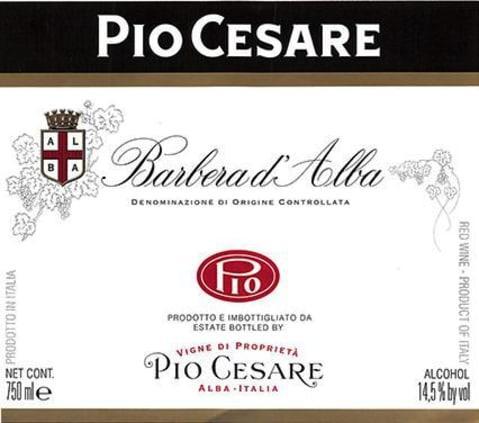 PIO CESARE
A L
B A
Barbera d'Alba
DENOMINAZIONE DI ORIGINE CONTROLLATA
PIO
PRODOTTO E IMBOTTIGLIATO DA
ESTATE BOTTLED BY
VIGNE DI PROPRIETÀ
PIO CESARE
ALBA - ITALIA
PRODOTTO IN ITALIA
NET CONT.
750 ml e
RED WINE - PRODUCT OF ITALY
ALCOHOL
14,5 % by vol